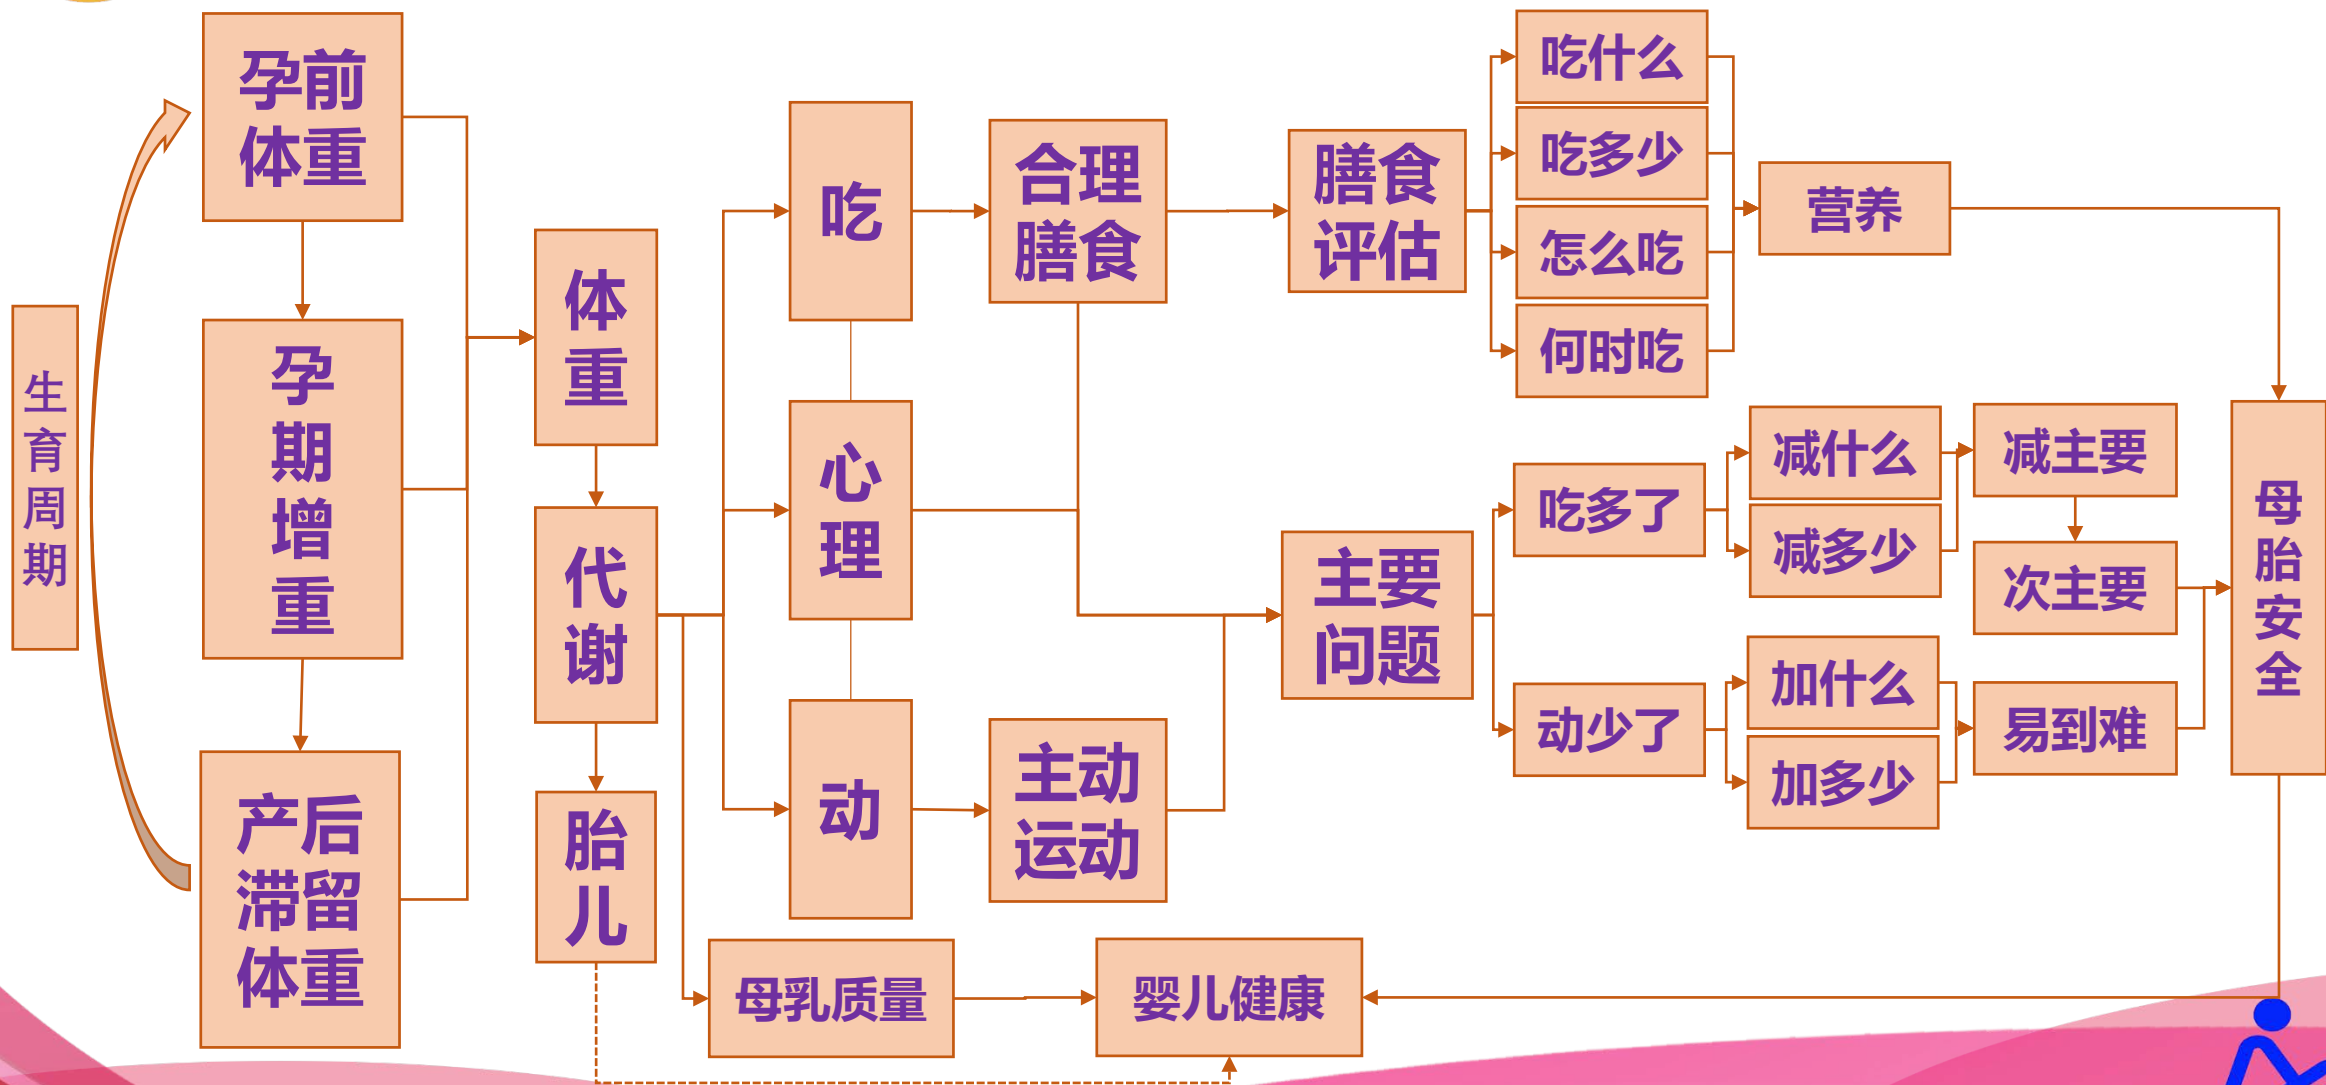 生
育
周
期
孕前
体重
孕
期
增
重
产后
滞留
体重
体
重
代
谢
胎
儿
吃
心
理
动
合理
膳食
主动
运动
母乳质量
婴儿健康
膳食
评估
主要
问题
吃什么
吃多少
怎么吃
何时吃
营养
吃多了
动少了
减什么
减多少
加什么
加多少
减主要
次主要
易到难
母
胎
安
全